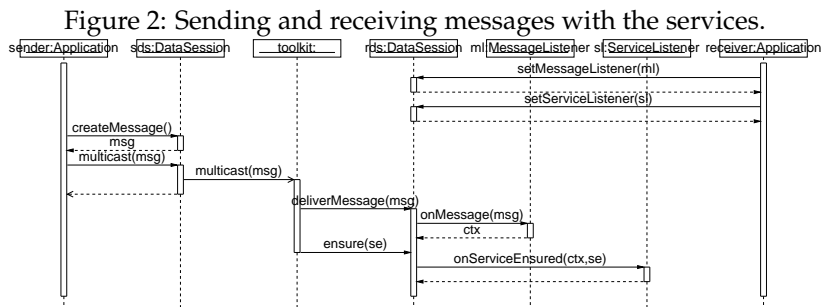 Figure 2: Sending and receiving messages with the services.
sender:Application sds:DataSession toolkit: rds:DataSession ml:MessageListener sl:ServiceListener receiver:Application
setMessageListener(ml)
setServiceListener(sl)
createMessage()
msg
multicast(msg)
multicast(msg)
deliverMessage(msg)
onMessage(msg)
ctx
ensure(se)
onServiceEnsured(ctx,se)